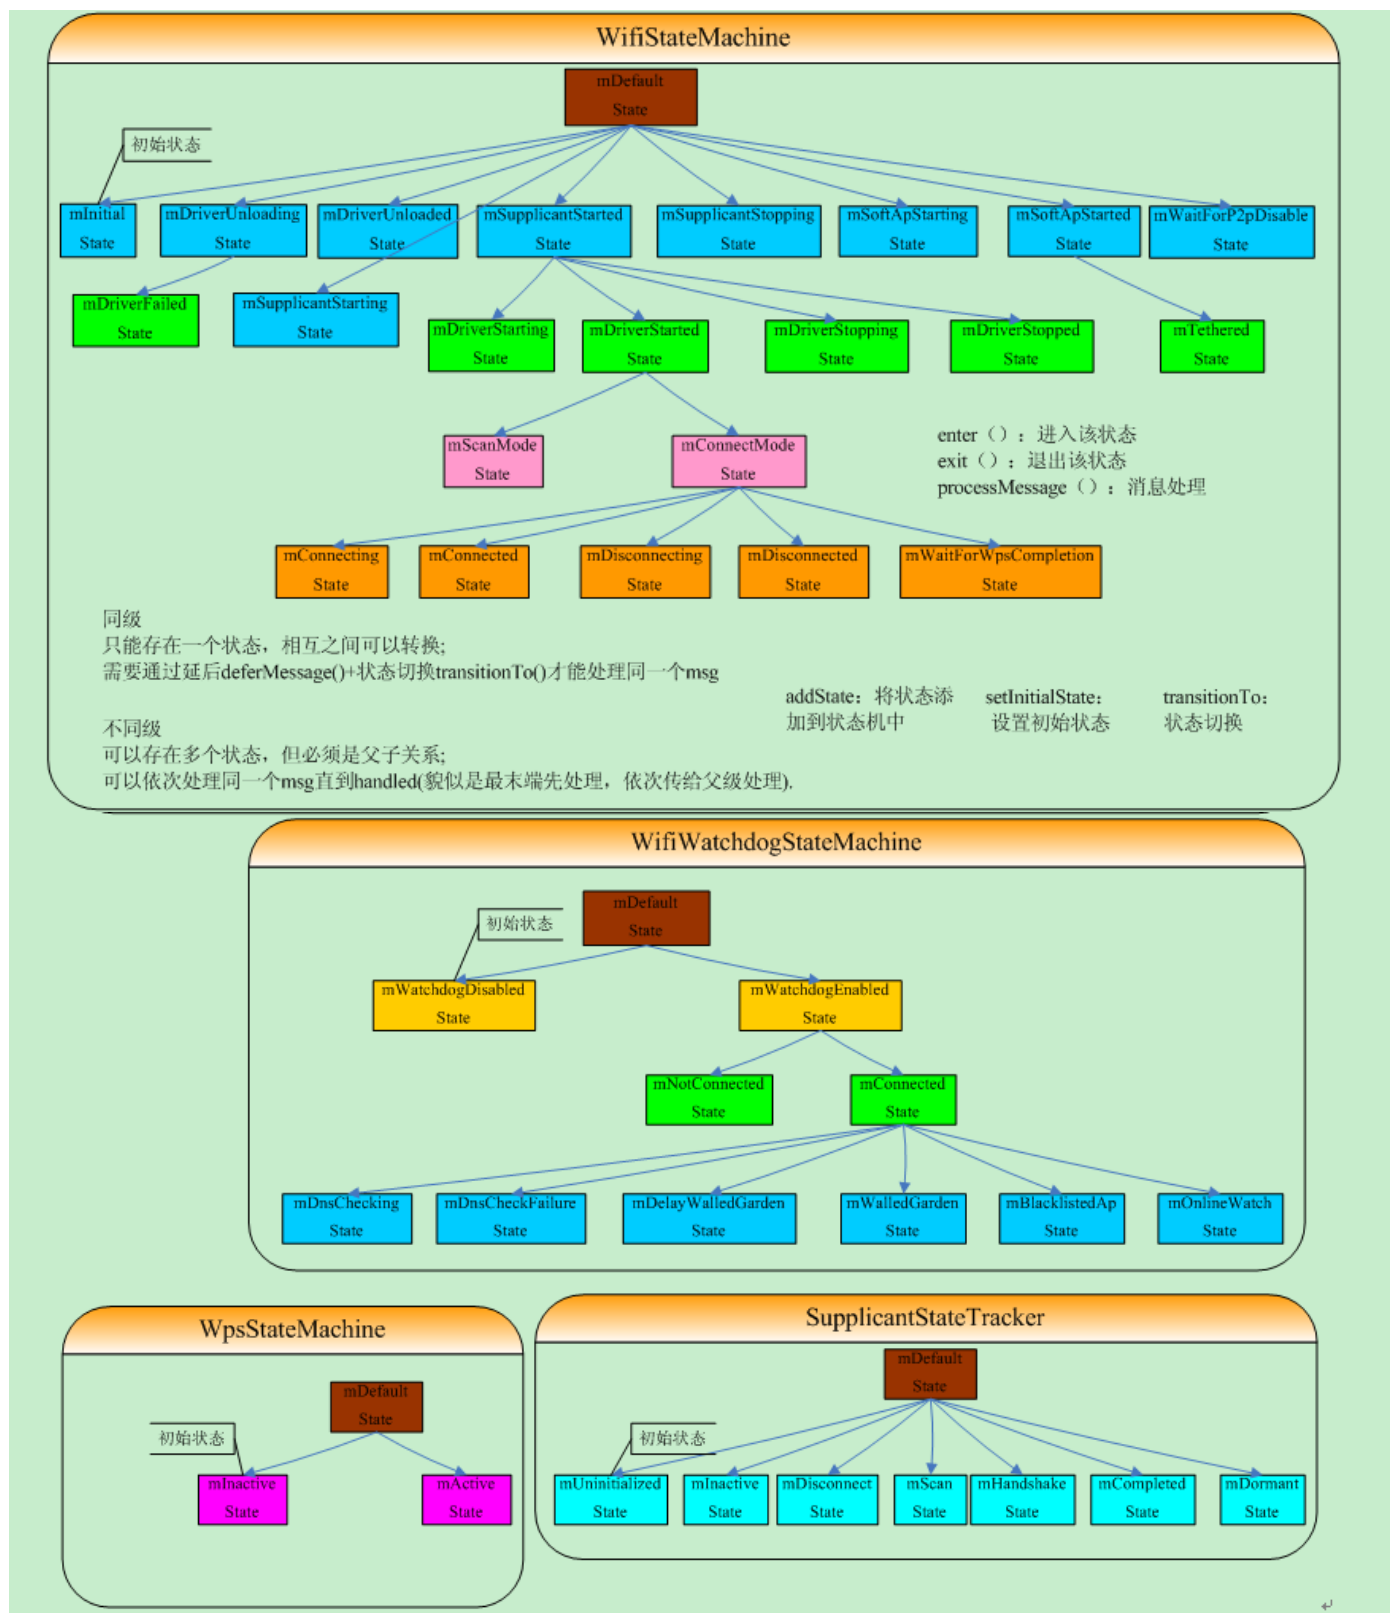 WifiStateMachine
mDefault
State
初始状态
mInitial
State
mDriverUnloading
State
mDriverUnloaded
State
mSupplicantStarted
State
mSupplicantStopping
State
mSoftApStarting
State
mSoftApStarted
State
mWaitForP2pDisable
State
mDriverFailed
State
mSupplicantStarting
State
mDriverStarting
State
mDriverStarted
State
mDriverStopping
State
mDriverStopped
State
mTethered
State
mScanMode
State
mConnectMode
State
enter（）：进入该状态
exit（）：退出该状态
processMessage（）：消息处理
mConnecting
State
mConnected
State
mDisconnecting
State
mDisconnected
State
mWaitForWpsCompletion
State
同级
只能存在一个状态，相互之间可以转换;
需要通过延后deferMessage()+状态切换transitionTo()才能处理同一个msg
addState：将状态添
加到状态机中
setInitialState：
设置初始状态
transitionTo：
状态切换
不同级
可以存在多个状态，但必须是父子关系;
可以依次处理同一个msg直到handled(貌似是最末端先处理，依次传给父级处理).
WifiWatchdogStateMachine
mDefault
State
初始状态
mWatchdogDisabled
State
mWatchdogEnabled
State
mNotConnected
State
mConnected
State
mDnsChecking
State
mDnsCheckFailure
State
mDelayWalledGarden
State
mWalledGarden
State
mBlacklistedAp
State
mOnlineWatch
State
WpsStateMachine
mDefault
State
初始状态
mInactive
State
mActive
State
SupplicantStateTracker
mDefault
State
初始状态
mUninitialized
State
mInactive
State
mDisconnect
State
mScan
State
mHandshake
State
mCompleted
State
mDormant
State